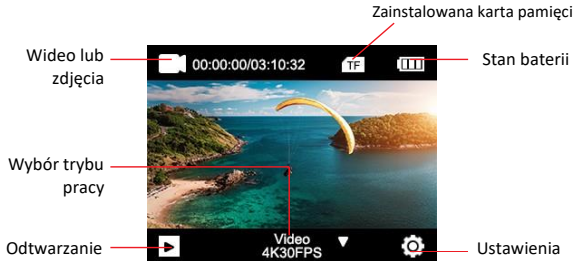 Zainstalowana karta pamięci
Wideo lub
zdjęcia
00:00:00/03:10:32
TF
Stan baterii
Wybór trybu
pracy
Odtwarzanie
Video
4K30FPS
Ustawienia